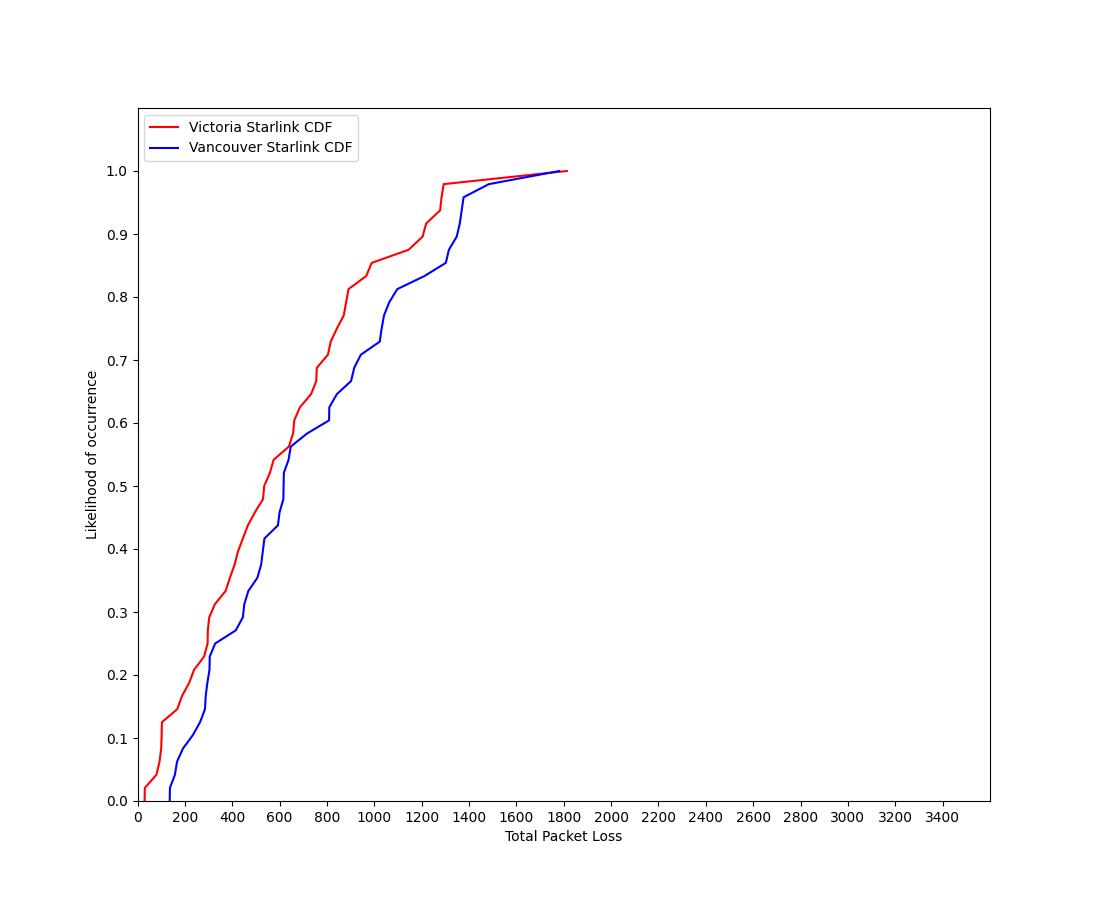 Victoria Starlink CDF
Vancouver Starlink CDF
1.0
0.9
0.8
0.7
0.6
0.5
0.4
0.3
0.2
0.1
0.0
Likelihood of occurrence
0 200 400 600 800 1000 1200 1400 1600 1800 2000 2200 2400 2600 2800 3000 3200 3400
Total Packet Loss